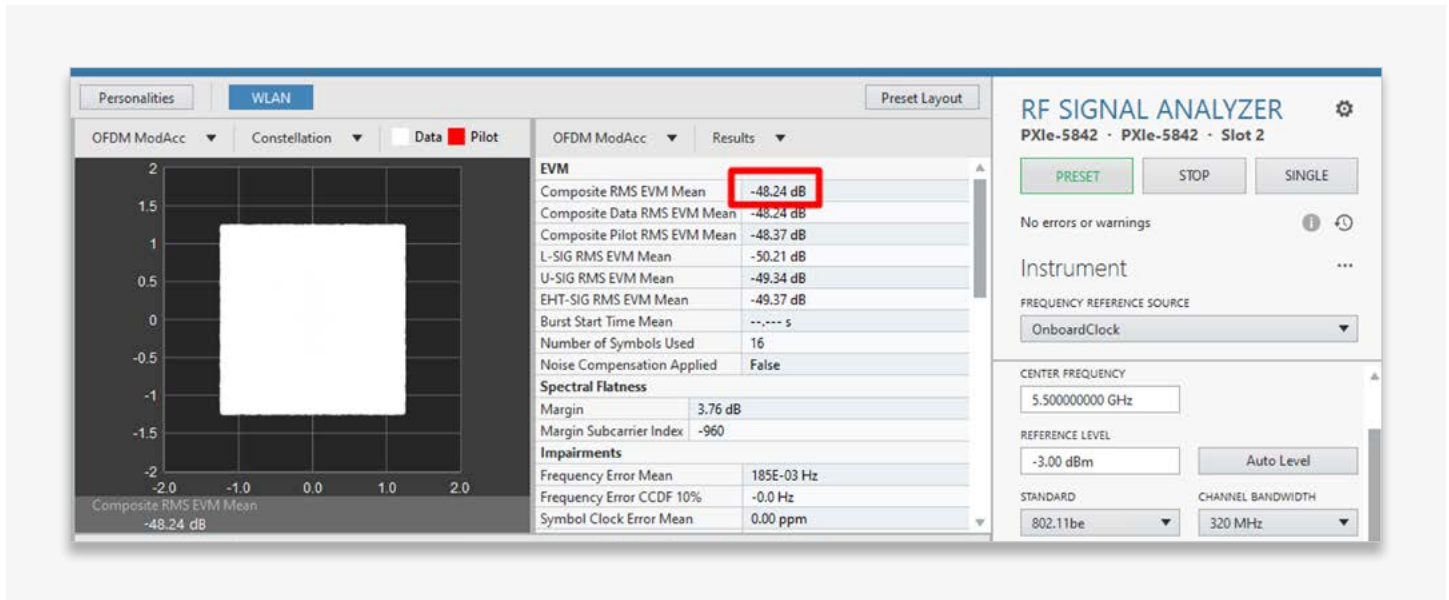 Personalities WLAN Preset Layout
OFDM ModAcc Constellation Data Pilot
2
1.5
1
0.5
0
-0.5
-1
-1.5
-2
-2.0 -1.0 0.0 1.0 2.0
Composite RMS EVM Mean
-48.24 dB
OFDM ModAcc Results
EVM
Composite RMS EVM Mean -48.24 dB
Composite Data RMS EVM Mean -48.24 dB
Composite Pilot RMS EVM Mean -48.37 dB
L-SIG RMS EVM Mean -50.21 dB
U-SIG RMS EVM Mean -49.34 dB
EHT-SIG RMS EVM Mean -49.37 dB
Burst Start Time Mean --.--- s
Number of Symbols Used 16
Noise Compensation Applied False
Spectral Flatness
Margin 3.76 dB
Margin Subcarrier Index -960
Impairments
Frequency Error Mean 185E-03 Hz
Frequency Error CCDF 10% -0.0 Hz
Symbol Clock Error Mean 0.00 ppm
RF SIGNAL ANALYZER
PXIe-5842 · PXIe-5842 · Slot 2
PRESET STOP SINGLE
No errors or warnings
Instrument
FREQUENCY REFERENCE SOURCE
OnboardClock
CENTER FREQUENCY
5.500000000 GHz
REFERENCE LEVEL
-3.00 dBm Auto Level
STANDARD CHANNEL BANDWIDTH
802.11be 320 MHz